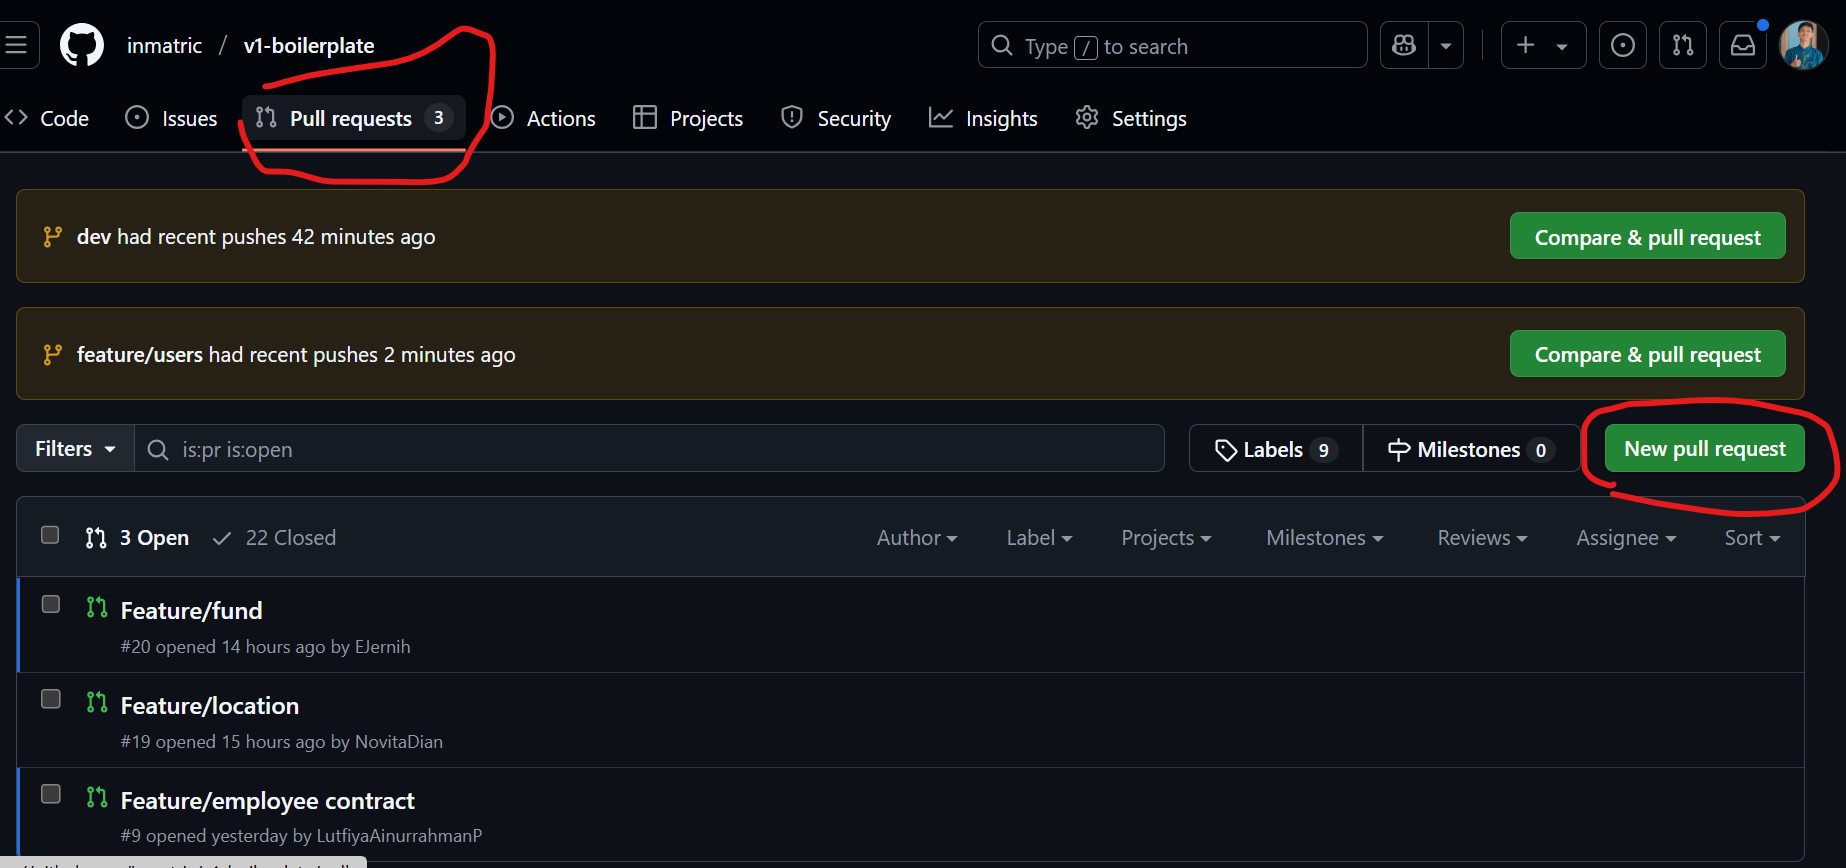 inmatric / v1-boilerplate
Type / to search
Code
Issues
Pull requests 3
Actions
Projects
Security
Insights
Settings
dev had recent pushes 42 minutes ago
Compare & pull request
feature/users had recent pushes 2 minutes ago
Compare & pull request
Filters
is:pr is:open
Labels 9
Milestones 0
New pull request
3 Open
22 Closed
Author
Label
Projects
Milestones
Reviews
Assignee
Sort
Feature/fund
#20 opened 14 hours ago by EJernih
Feature/location
#19 opened 15 hours ago by NovitaDian
Feature/employee contract
#9 opened yesterday by LutfiyaAinurrahmanP